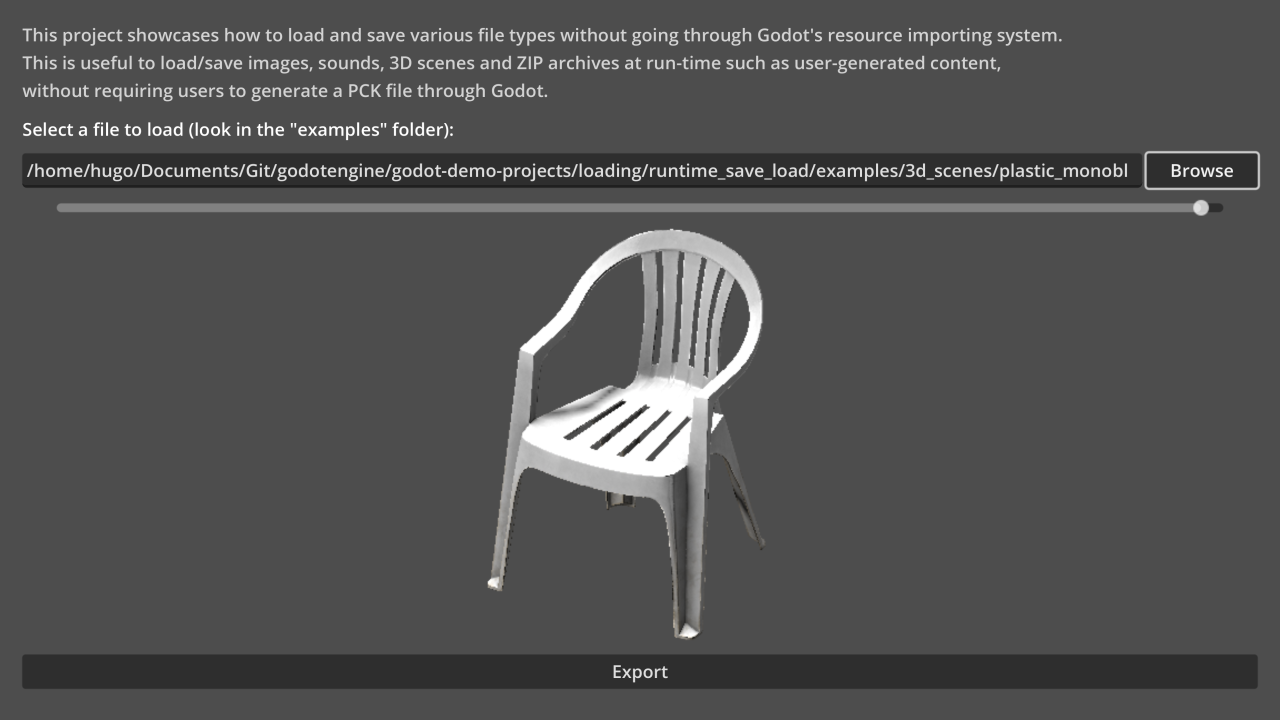 This project showcases how to load and save various file types without going through Godot's resource importing system.
This is useful to load/save images, sounds, 3D scenes and ZIP archives at run-time such as user-generated content,
without requiring users to generate a PCK file through Godot.
Select a file to load (look in the "examples" folder):
/home/hugo/Documents/Git/godotengine/godot-demo-projects/loading/runtime_save_load/examples/3d_scenes/plastic_monobl
Browse
Export